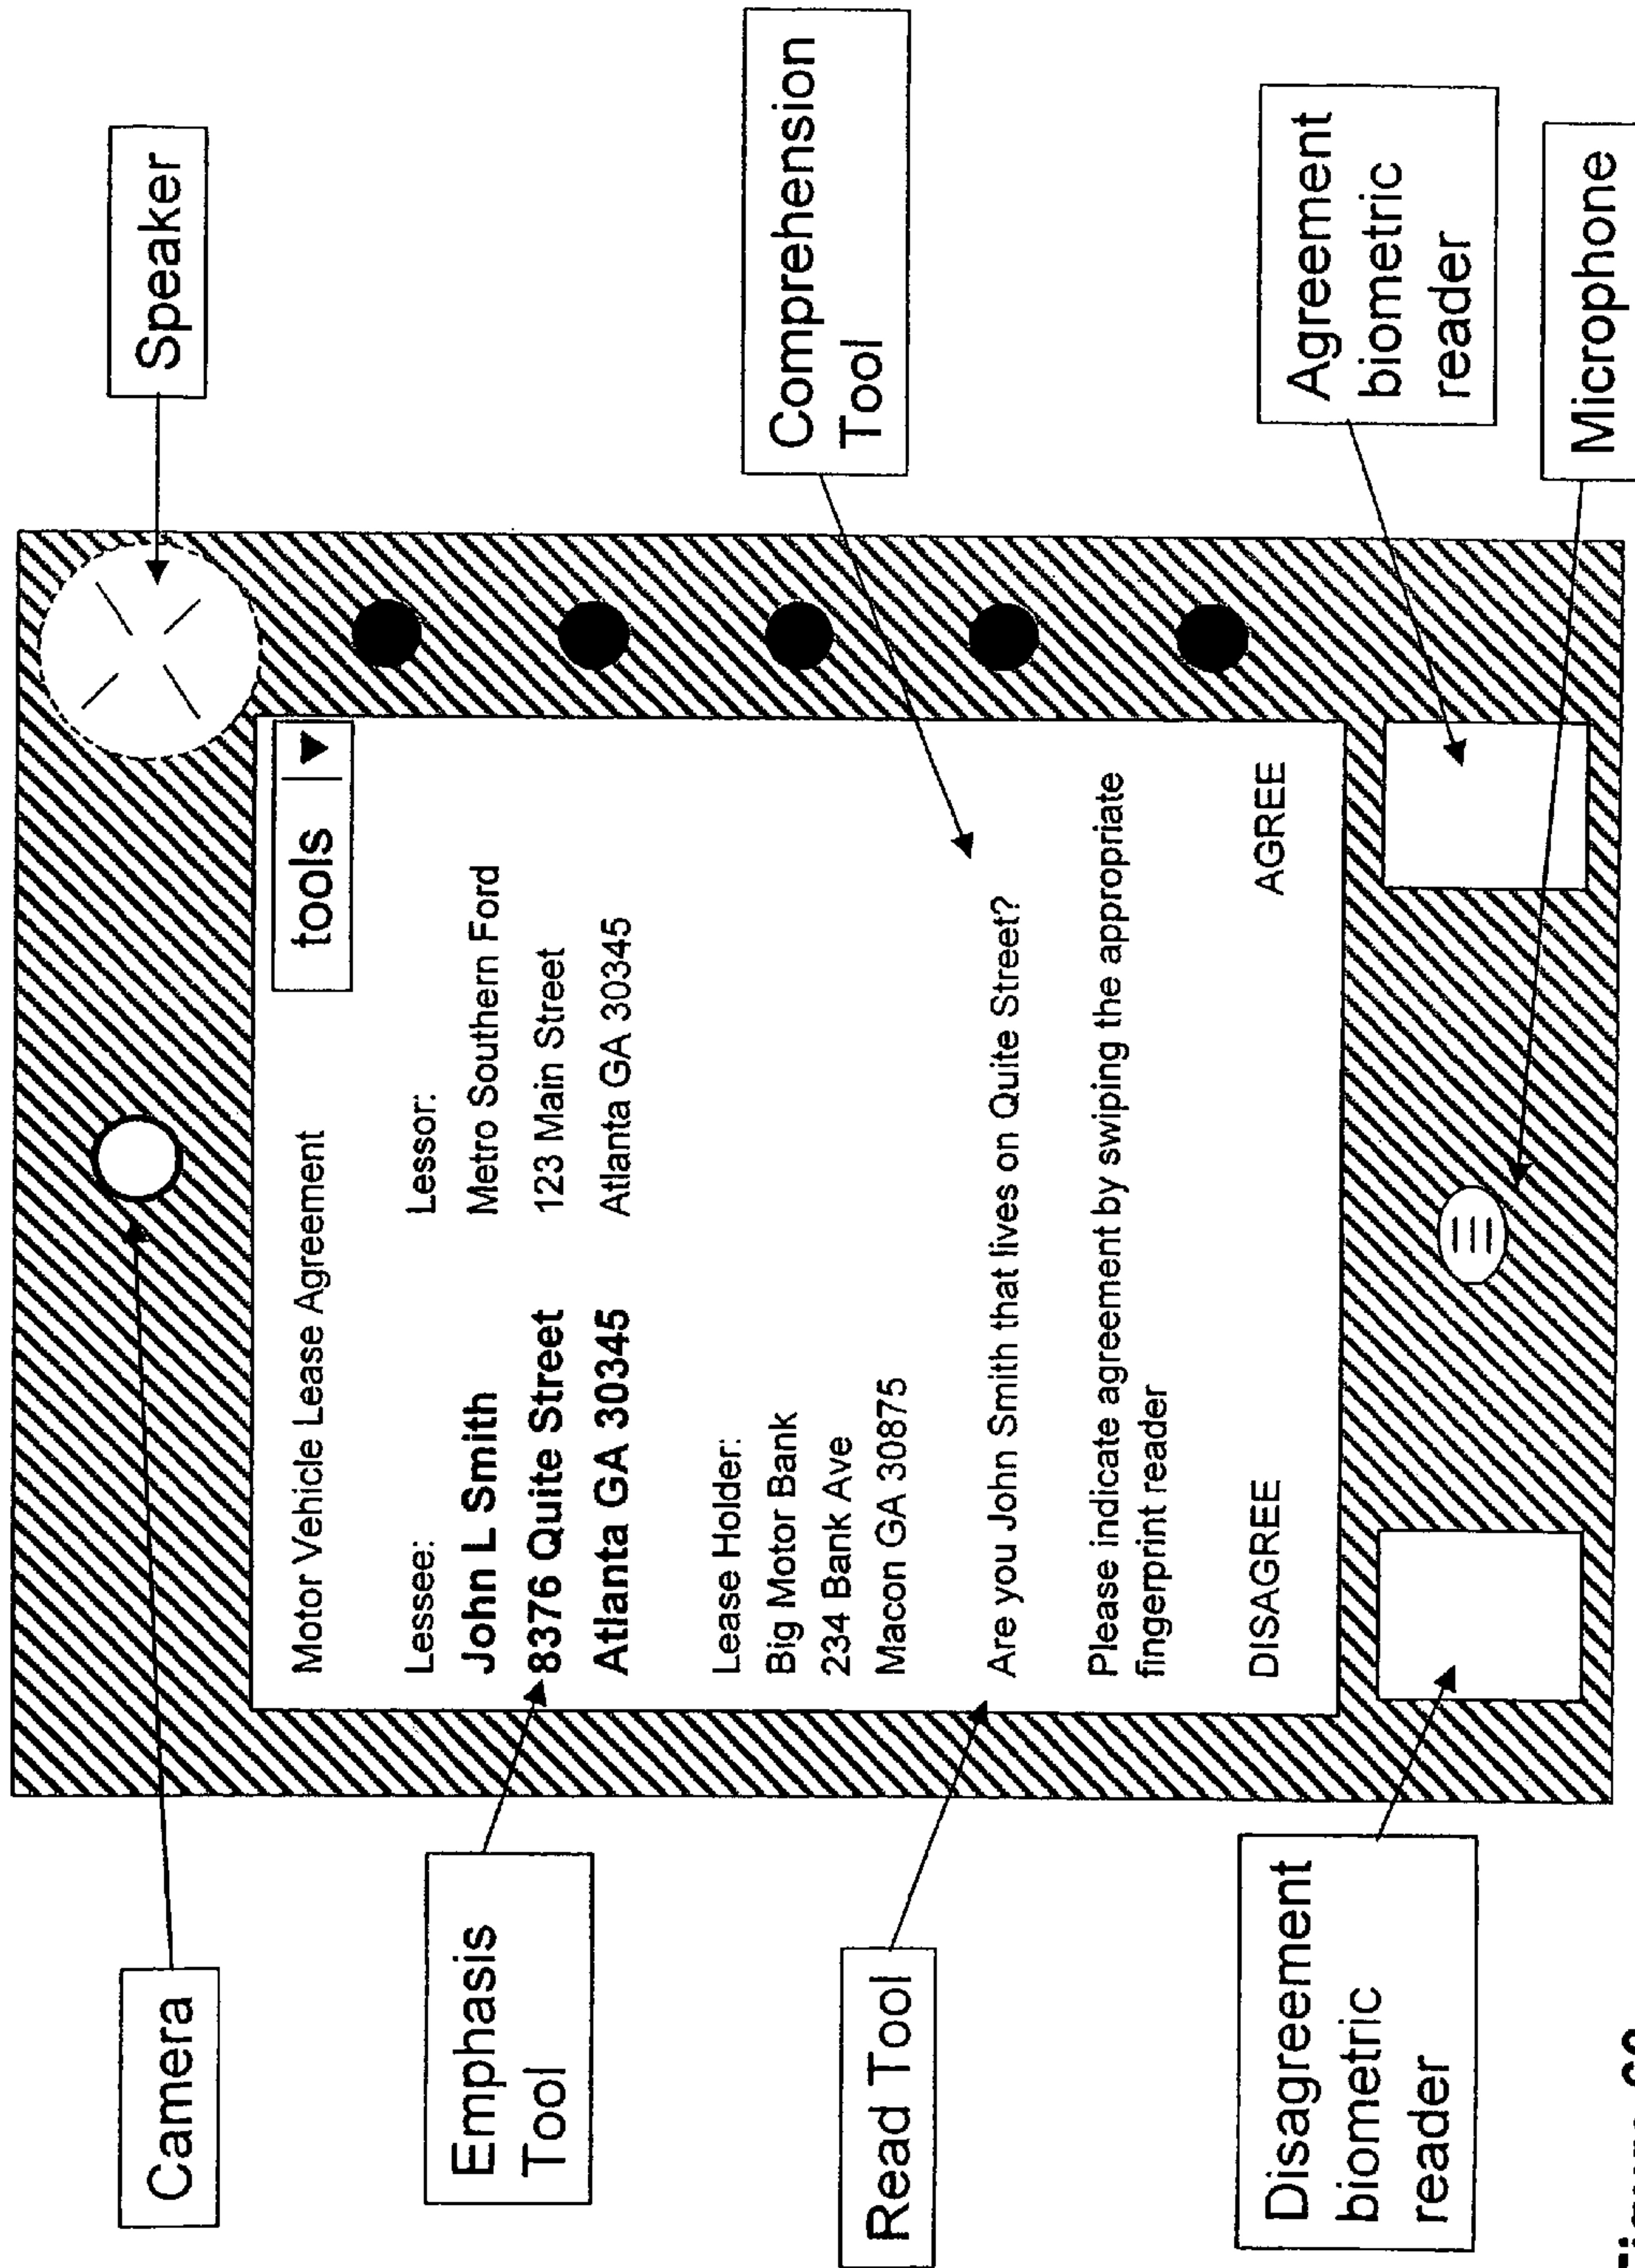 Camera
Speaker
tools
Motor Vehicle Lease Agreement
Lessee:
Lessor:
John L Smith
Metro Southern Ford
8376 Quite Street
123 Main Street
Atlanta GA 30345
Atlanta GA 30345
Emphasis
Tool
Comprehension
Tool
Lease Holder:
Big Motor Bank
234 Bank Ave
Macon GA 30875
Read Tool
Are you John Smith that lives on Quite Street?
Please indicate agreement by swiping the appropriate
fingerprint reader
DISAGREE
AGREE
Disagreement
biometric
reader
Agreement
biometric
reader
Microphone
Figure